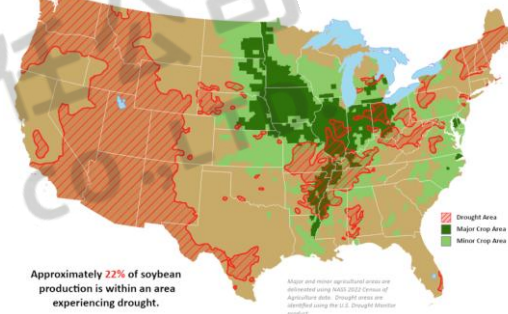 Drought Area
Major Crop Area
Minor Crop Area
Approximately 22% of soybean
production is within an area
experiencing drought.
Major and minor agricultural areas are
delineated using NASS 2022 Census of
Agriculture data. Drought areas are
identified using the U.S. Drought Monitor
product.